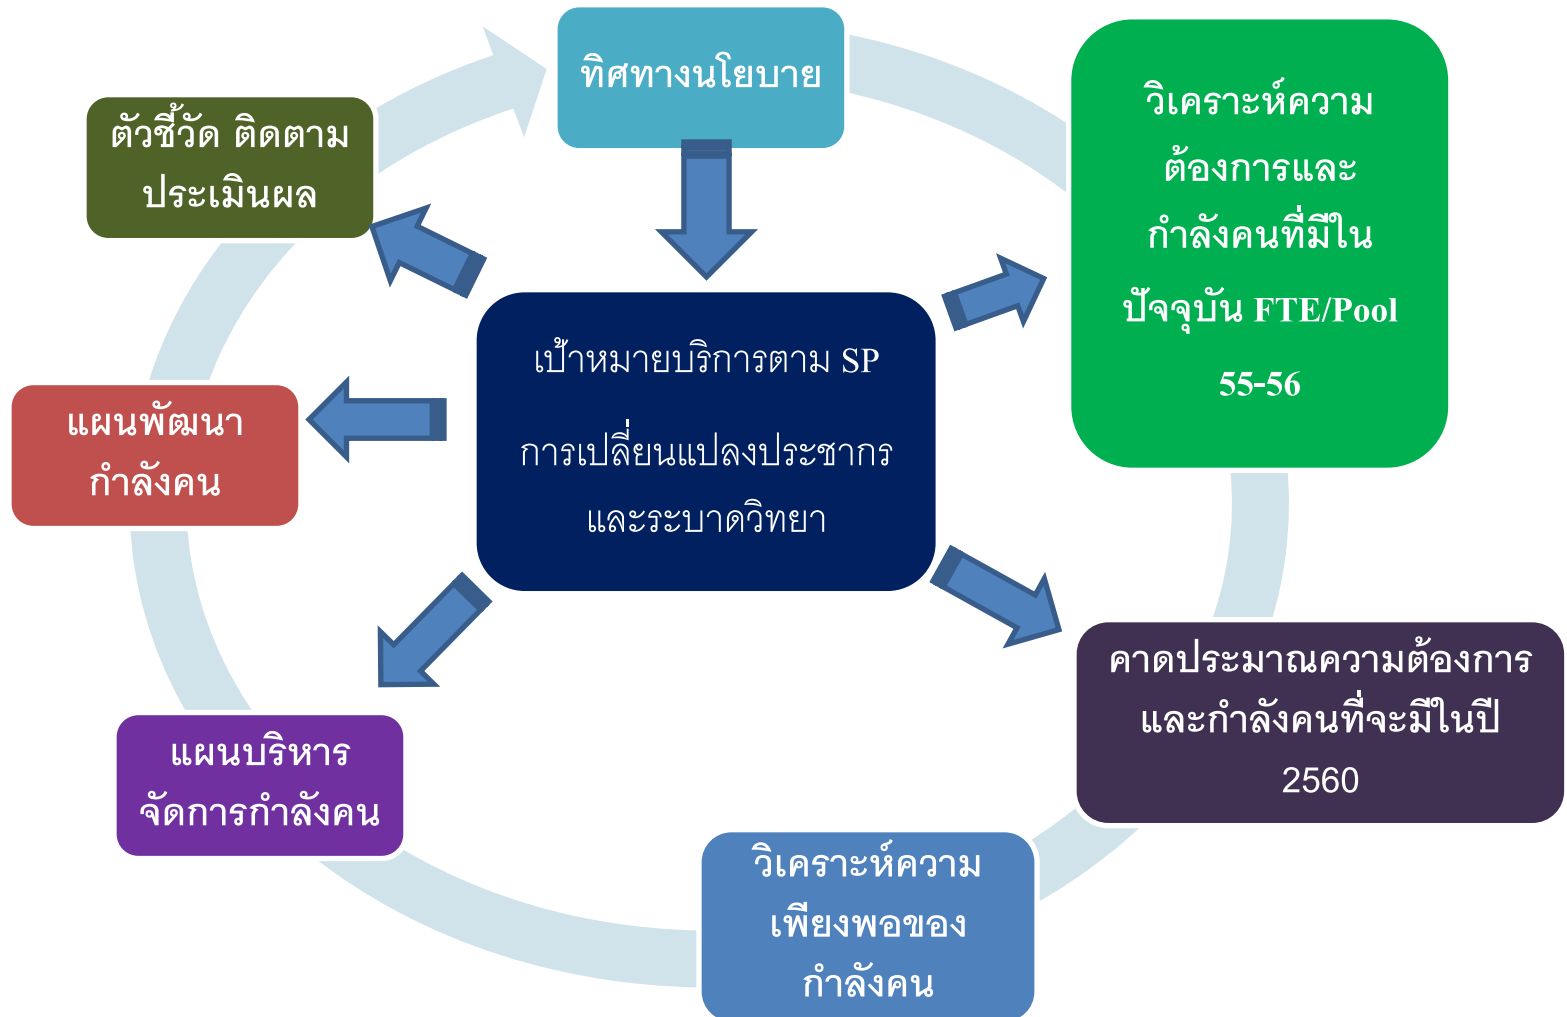 ทิศทางนโยบาย
วิเคราะห์ความ
ต้องการและ
กำลังคนที่มีใน
ปัจจุบัน FTE/Pool
55-56
คาดประมาณความต้องการ
และกำลังคนที่จะมีในปี
2560
วิเคราะห์ความ
เพียงพอของ
กำลังคน
แผนบริหาร
จัดการกำลังคน
แผนพัฒนา
กำลังคน
ตัวชี้วัด ติดตาม
ประเมินผล
เป้าหมายบริการตาม SP
การเปลี่ยนแปลงประชากร
และระบาดวิทยา